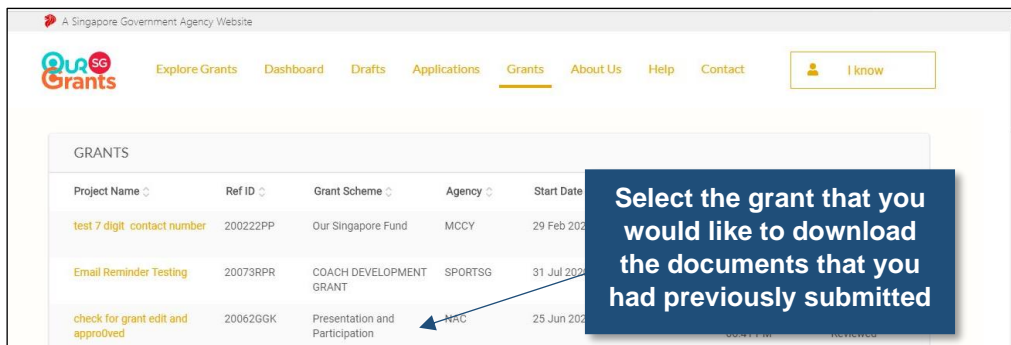 A Singapore Government Agency Website
OUR SG Grants
Explore Grants Dashboard Drafts Applications Grants About Us Help Contact I know
GRANTS
Project Name Ref ID Grant Scheme Agency Start Date
test 7 digit contact number 200222PP Our Singapore Fund MCCY 29 Feb 202
Email Reminder Testing 20073RPR COACH DEVELOPMENT SPORTSG 31 Jul 2020
GRANT
check for grant edit and 20062GGK Presentation and NAC 25 Jun 202
appro0ved Participation
Select the grant that you
would like to download
the documents that you
had previously submitted